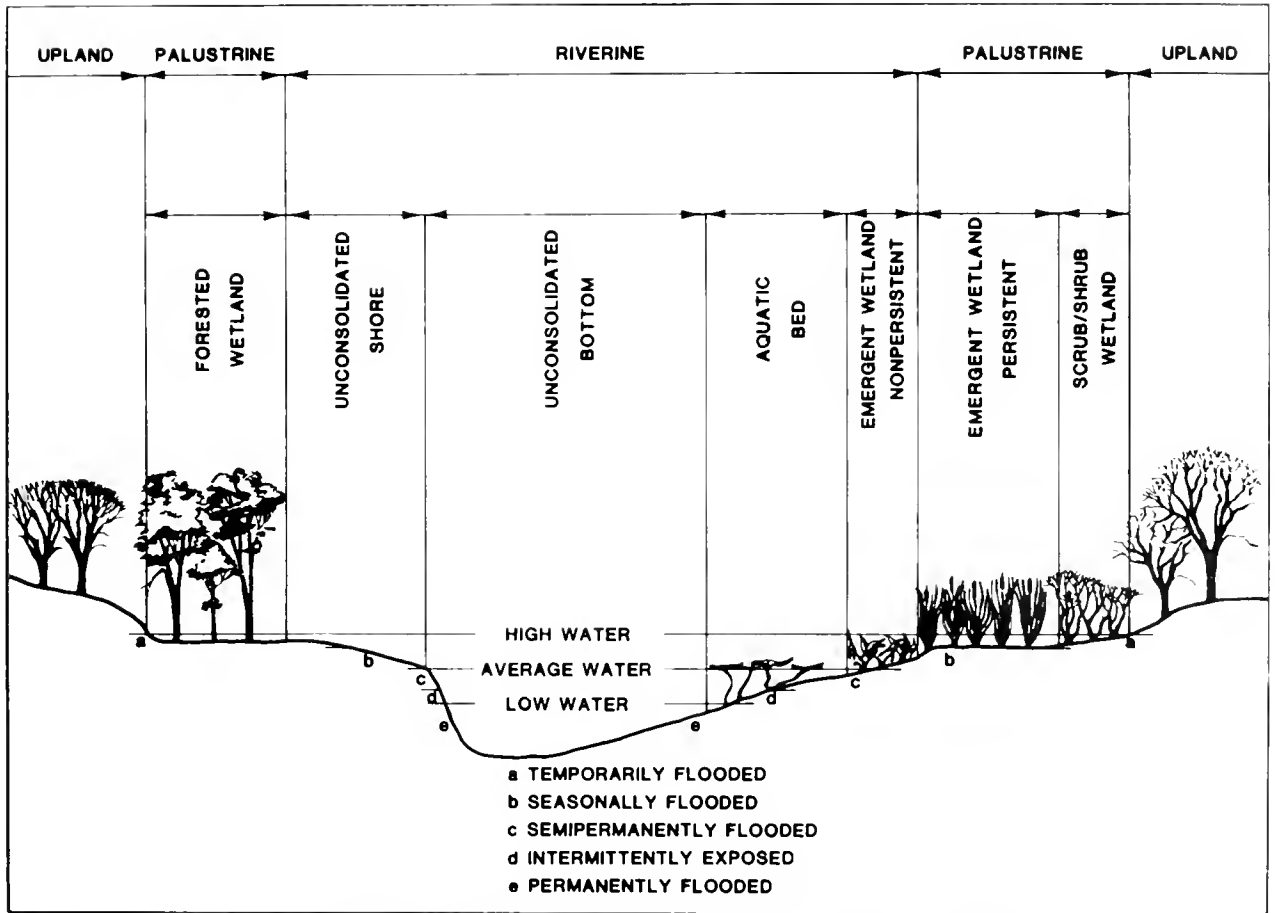 UPLAND PALUSTRINE RIVERINE PALUSTRINE UPLAND
FORESTED
WETLAND
UNCONSOLIDATED
SHORE
UNCONSOLIDATED
BOTTOM
AQUATIC
BED
EMERGENT WETLAND
NONPERSISTENT
EMERGENT WETLAND
PERSISTENT
SCRUB/SHRUB
WETLAND
HIGH WATER
AVERAGE WATER
LOW WATER
a
b
c
d
e
e
d
c
b
a
a TEMPORARILY FLOODED
b SEASONALLY FLOODED
c SEMIPERMANENTLY FLOODED
d INTERMITTENTLY EXPOSED
e PERMANENTLY FLOODED